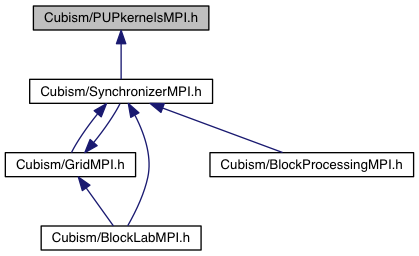 Cubism/PUPkernelsMPI.h
Cubism/SynchronizerMPI.h
Cubism/GridMPI.h
Cubism/BlockProcessingMPI.h
Cubism/BlockLabMPI.h